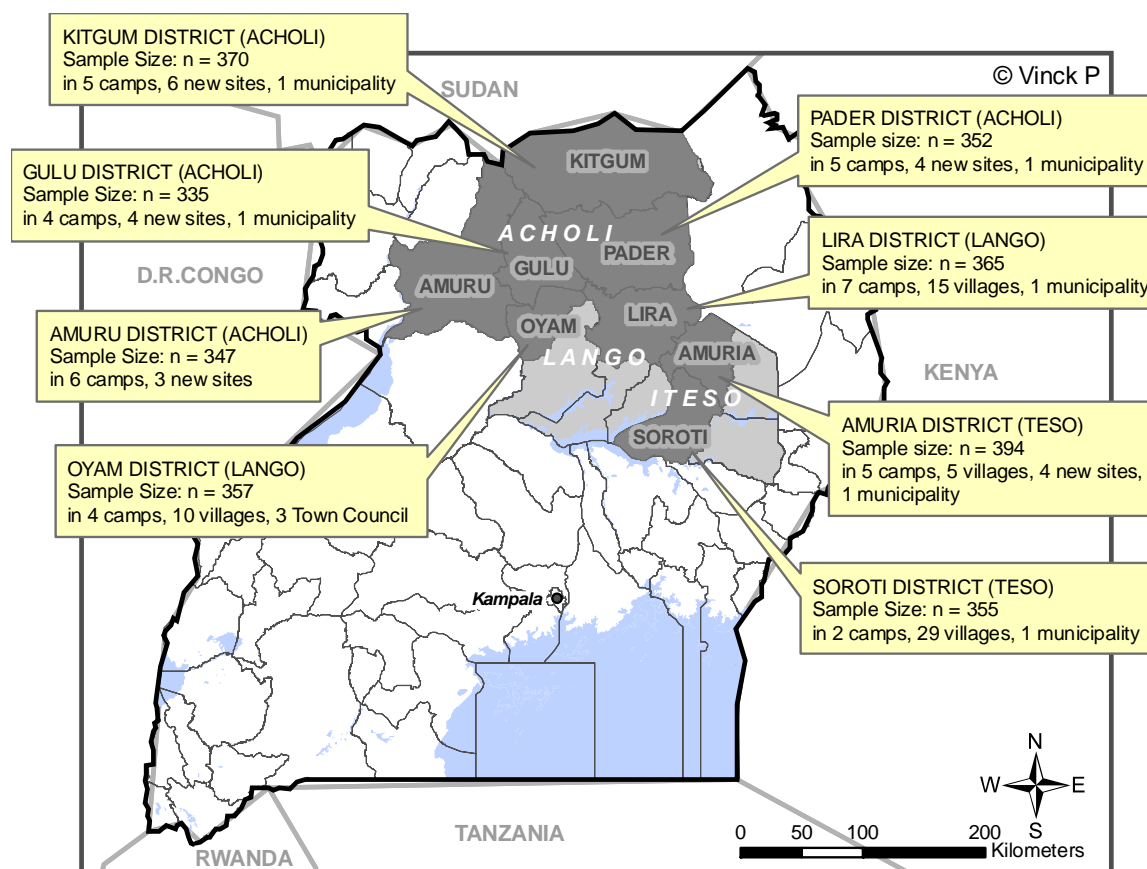 KITGUM DISTRICT (ACHOLI)
Sample Size: n = 370
in 5 camps, 6 new sites, 1 municipality
SUDAN
© Vinck P
PADER DISTRICT (ACHOLI)
Sample size: n = 352
in 5 camps, 4 new sites, 1 municipality
KITGUM
GULU DISTRICT (ACHOLI)
Sample Size: n = 335
in 4 camps, 4 new sites, 1 municipality
ACHOLI
PADER
GULU
LIRA DISTRICT (LANGO)
Sample size: n = 365
in 7 camps, 15 villages, 1 municipality
D.R.CONGO
AMURU
AMURU DISTRICT (ACHOLI)
Sample Size: n = 347
in 6 camps, 3 new sites
OYAM
LIRA
LANGO
AMURIA
KENYA
ITESO
SOROTI
AMURIA DISTRICT (TESO)
Sample size: n = 394
in 5 camps, 5 villages, 4 new sites,
1 municipality
OYAM DISTRICT (LANGO)
Sample Size: n = 357
in 4 camps, 10 villages, 3 Town Council
Kampala
SOROTI DISTRICT (TESO)
Sample Size: n = 355
in 2 camps, 29 villages, 1 municipality
N
W E
S
TANZANIA
RWANDA
0 50 100 200
Kilometers